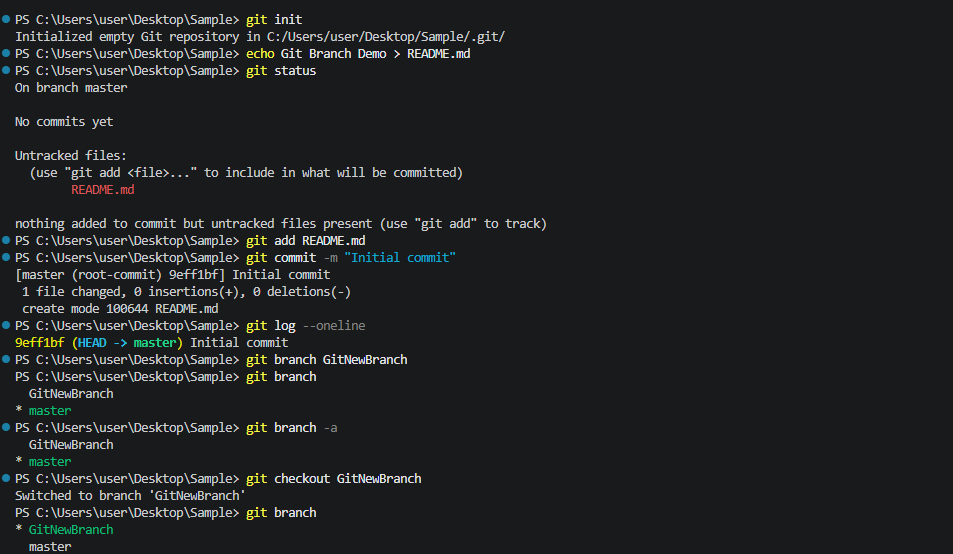 PS C:\Users\user\Desktop\Sample> git init
Initialized empty Git repository in C:/Users/user/Desktop/Sample/.git/
PS C:\Users\user\Desktop\Sample> echo Git Branch Demo > README.md
PS C:\Users\user\Desktop\Sample> git status
On branch master

No commits yet

Untracked files:
  (use "git add <file>..." to include in what will be committed)
        README.md

nothing added to commit but untracked files present (use "git add" to track)
PS C:\Users\user\Desktop\Sample> git add README.md
PS C:\Users\user\Desktop\Sample> git commit -m "Initial commit"
[master (root-commit) 9eff1bf] Initial commit
 1 file changed, 0 insertions(+), 0 deletions(-)
 create mode 100644 README.md
PS C:\Users\user\Desktop\Sample> git log --oneline
9eff1bf (HEAD -> master) Initial commit
PS C:\Users\user\Desktop\Sample> git branch GitNewBranch
PS C:\Users\user\Desktop\Sample> git branch
  GitNewBranch
* master
PS C:\Users\user\Desktop\Sample> git branch -a
  GitNewBranch
* master
PS C:\Users\user\Desktop\Sample> git checkout GitNewBranch
Switched to branch 'GitNewBranch'
PS C:\Users\user\Desktop\Sample> git branch
* GitNewBranch
  master